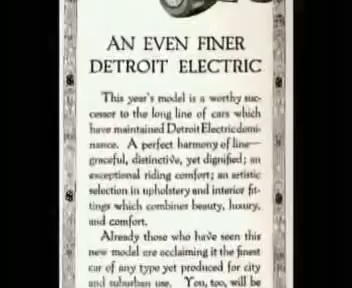 AN EVEN FINER
DETROIT ELECTRIC
This year's model is a worthy suc-
cessor to the long line of cars which
have maintained Detroit Electric domi-
nance. A perfect harmony of line—
graceful, distinctive, yet dignified; an
exceptional riding comfort; an artistic
selection in upholstery and interior fit-
tings which combines beauty, luxury,
and comfort.
Already those who have seen this
new model are acclaiming it the finest
car of any type yet produced for city
and suburban use. You, too, will be